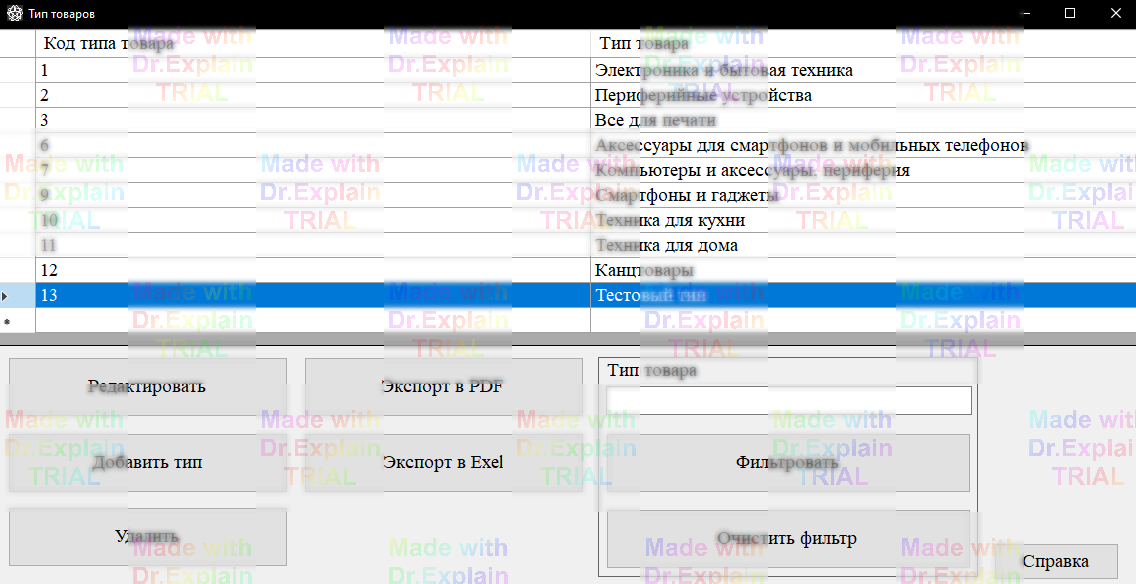 Тип товаров
Код типа товара Тип товара
1 Электроника и бытовая техника
2 Периферийные устройства
3 Все для печати
6 Аксессуары для смартфонов и мобильных телефонов
7 Компьютеры и аксессуары. периферия
9 Смартфоны и гаджеты
10 Техника для кухни
11 Техника для дома
12 Канцтовары
13 Тестовый тип
Тип товара
Редактировать Экспорт в PDF
Добавить тип Экспорт в Exel Фильтровать
Удалить Очистить фильтр
Справка
Made with
Dr.Explain
TRIAL